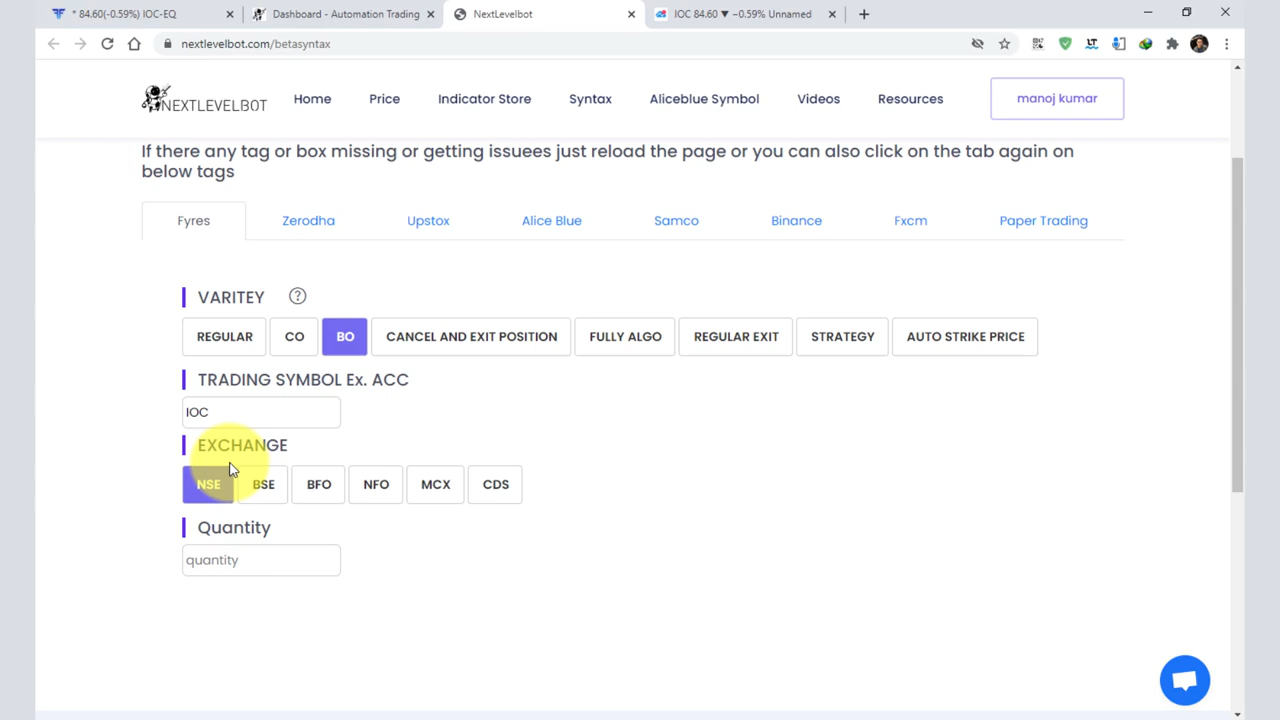 * 84.60(-0.59%) IOC-EQ
Dashboard - Automation Trading
NextLevelbot
IOC 84.60 ▼ −0.59% Unnamed
nextlevelbot.com/betasyntax
LT
NEXTLEVELBOT
Home
Price
Indicator Store
Syntax
Aliceblue Symbol
Videos
Resources
manoj kumar
If there any tag or box missing or getting issuees just reload the page or you can also click on the tab again on
below tags
Fyres
Zerodha
Upstox
Alice Blue
Samco
Binance
Fxcm
Paper Trading
VARITEY ?
REGULAR
CO
BO
CANCEL AND EXIT POSITION
FULLY ALGO
REGULAR EXIT
STRATEGY
AUTO STRIKE PRICE
TRADING SYMBOL Ex. ACC
IOC
EXCHANGE
NSE
BSE
BFO
NFO
MCX
CDS
Quantity
quantity